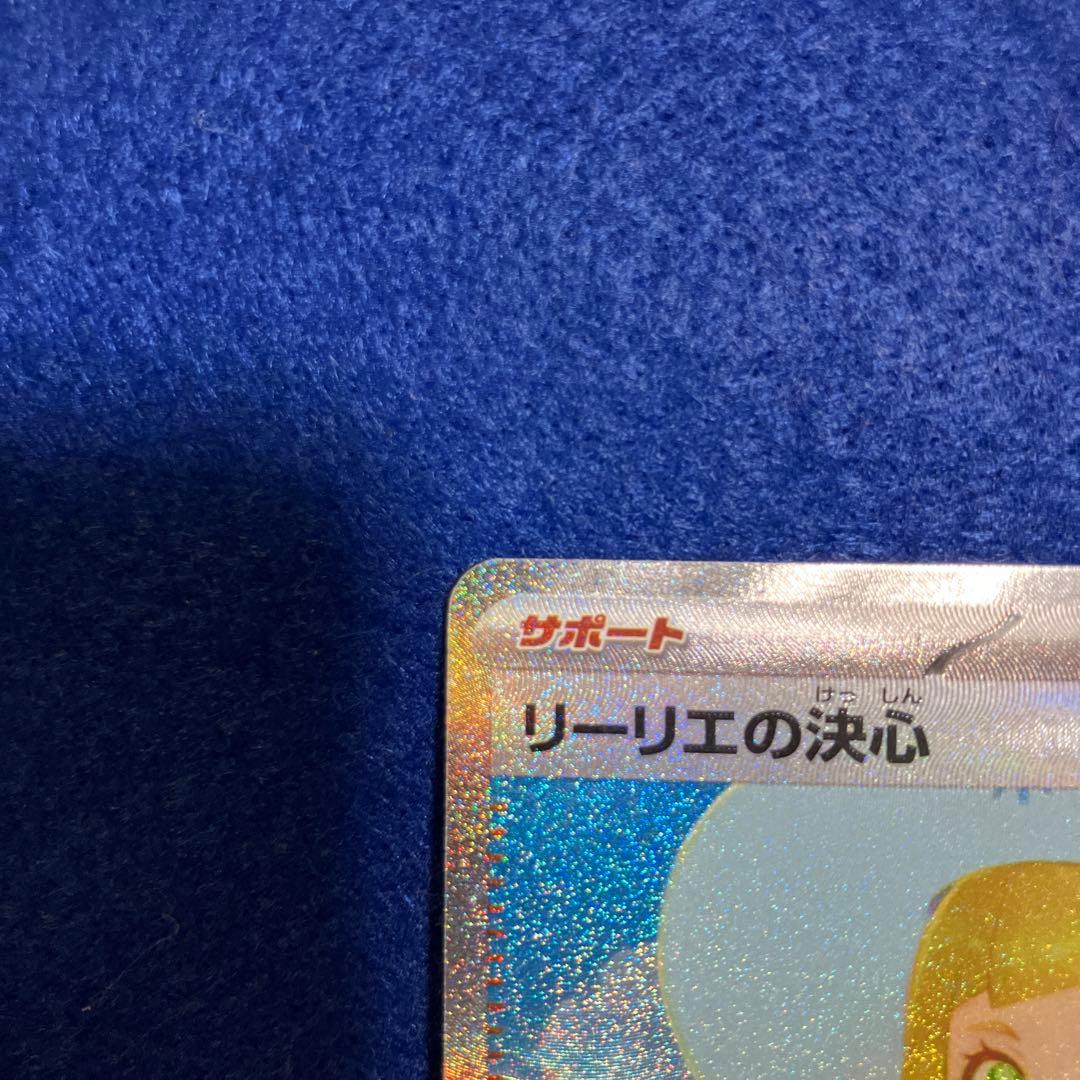 サポート
けっ しん
リーリエの決心